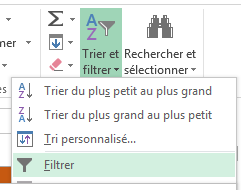 mer
Trier et
filtrer
Rechercher et
sélectionner
Trier du plus petit au plus grand
Trier du plus grand au plus petit
Tri personnalisé...
Filtrer